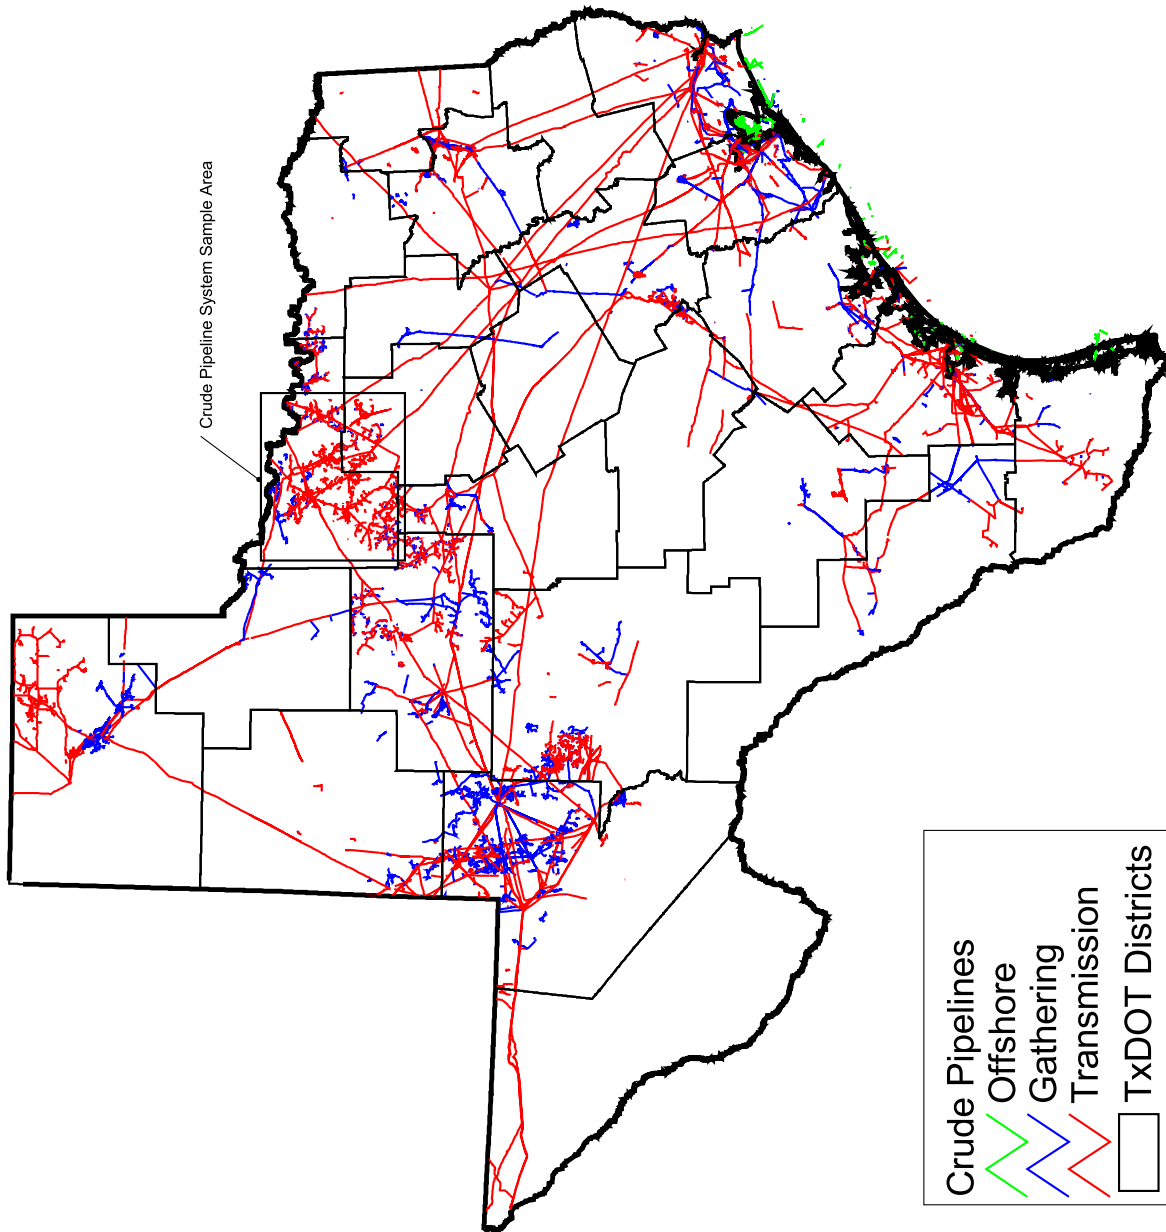 Crude Pipeline System Sample Area
Crude Pipelines
Offshore
Gathering
Transmission
TxDOT Districts